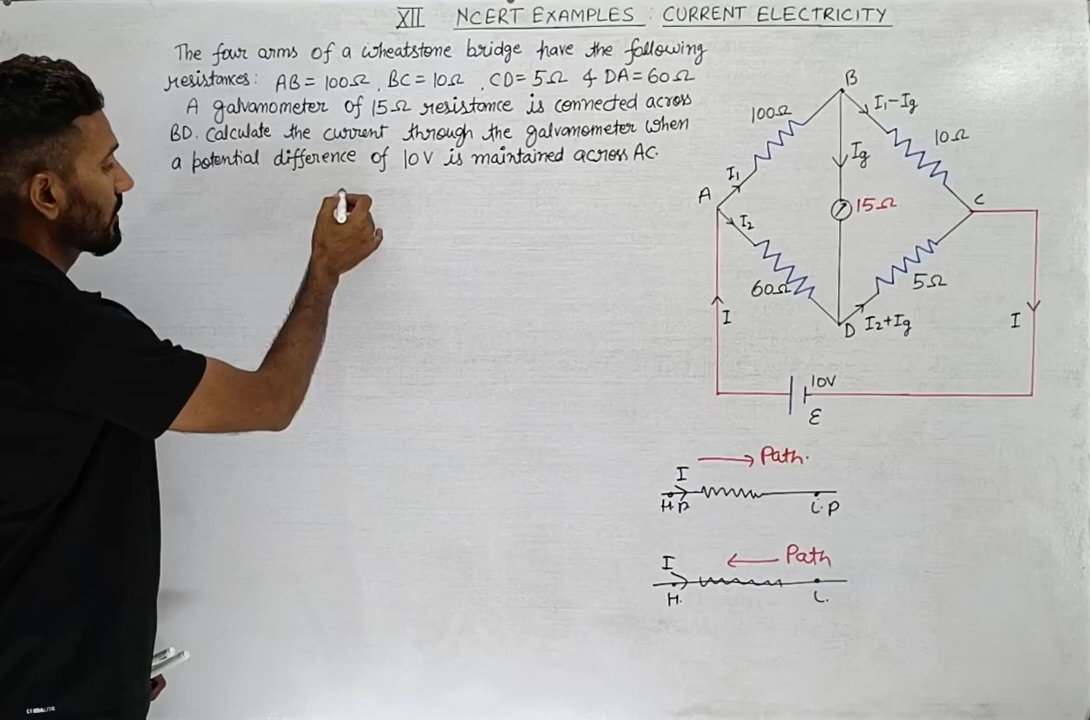 XII NCERT EXAMPLES : CURRENT ELECTRICITY
The four arms of a wheatstone bridge have the following
resistances: AB = 100Ω, BC = 10Ω, CD = 5Ω & DA = 60Ω
A galvanometer of 15Ω resistance is connected across
BD. Calculate the current through the galvanometer when
a potential difference of 10V is maintained across AC.
B
I1-Ig
100Ω
10Ω
Ig
I1
A
C
15Ω
I2
60Ω
5Ω
I
D
I2+Ig
I
10V
ε
Path.
I
H.P
L.P
Path
I
H.
L.